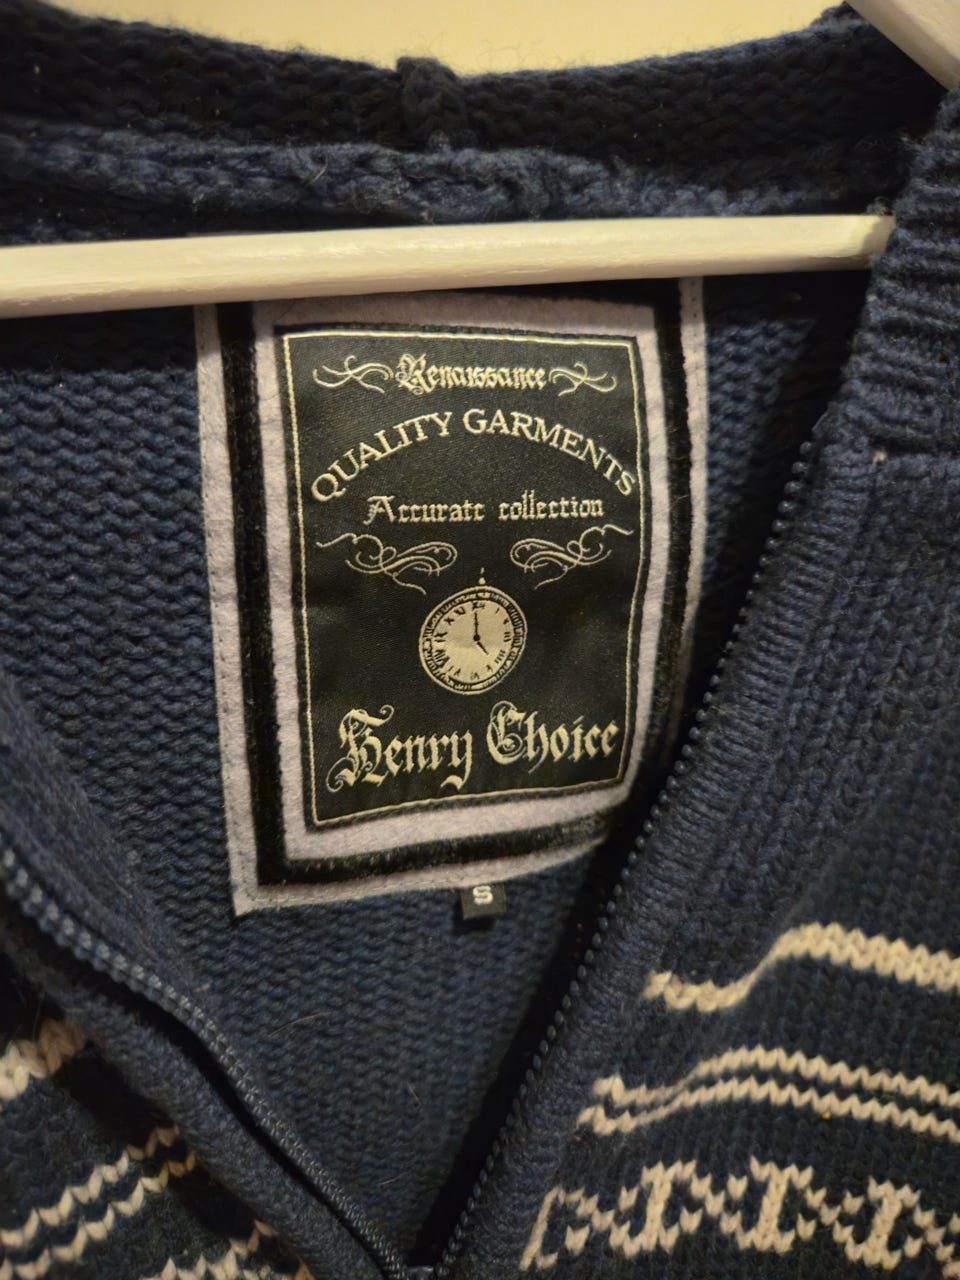 Renaissance
QUALITY GARMENTS
Accurate collection
Henry Choice
S